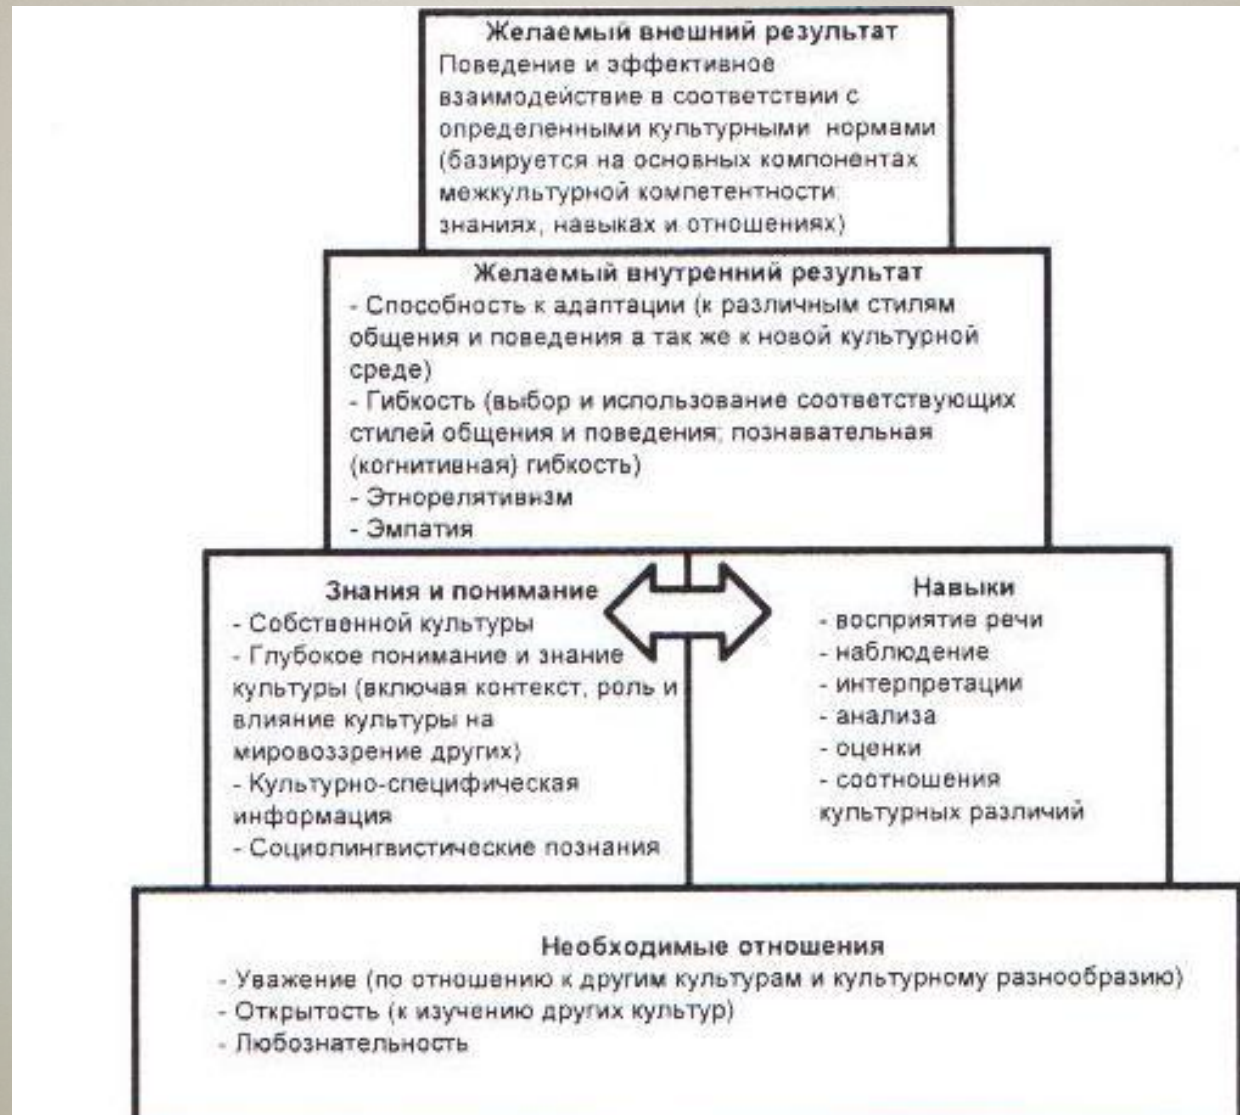 Желаемый внешний результат
Поведение и эффективное
взаимодействие в соответствии с
определенными культурными нормами
(базируется на основных компонентах
межкультурной компетентности:
знаниях, навыках и отношениях)
Желаемый внутренний результат
- Способность к адаптации (к различным стилям
общения и поведения а так же к новой культурной
среде)
- Гибкость (выбор и использование соответствующих
стилей общения и поведения; познавательная
(когнитивная) гибкость)
- Этнорелятивизм
- Эмпатия
Знания и понимание
- Собственной культуры
- Глубокое понимание и знание
культуры (включая контекст, роль и
влияние культуры на
мировоззрение других)
- Культурно-специфическая
информация
- Социолингвистические познания
Навыки
- восприятие речи
- наблюдение
- интерпретации
- анализа
- оценки
- соотношения
культурных различий
Необходимые отношения
- Уважение (по отношению к другим культурам и культурному разнообразию)
- Открытость (к изучению других культур)
- Любознательность